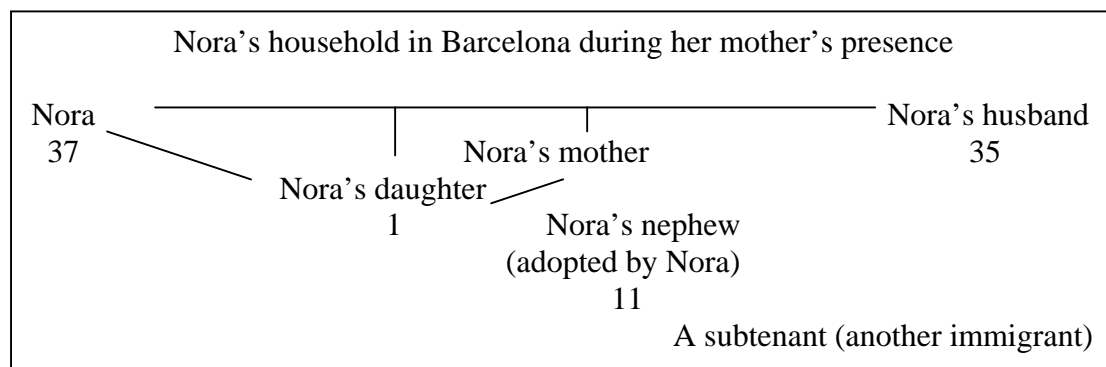 Nora’s household in Barcelona during her mother’s presence
Nora
37
Nora’s husband
35
Nora’s mother
Nora’s daughter
1
Nora’s nephew
(adopted by Nora)
11
A subtenant (another immigrant)